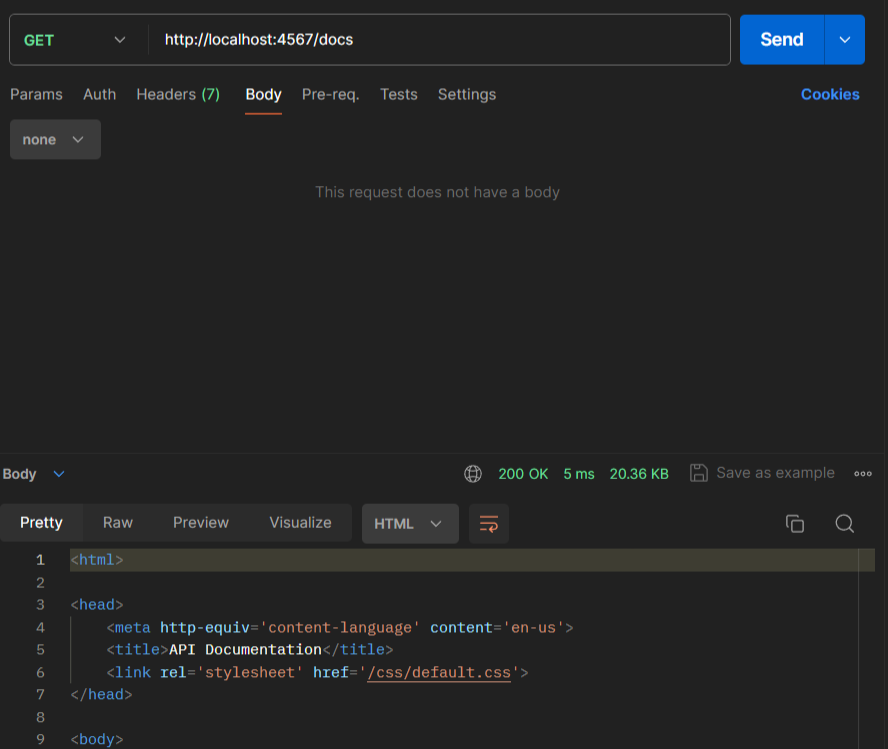 GET http://localhost:4567/docs Send
Params Auth Headers (7) Body Pre-req. Tests Settings Cookies
none
This request does not have a body
Body 200 OK 5 ms 20.36 KB Save as example
Pretty Raw Preview Visualize HTML
1 <html>
2
3 <head>
4 <meta http-equiv='content-language' content='en-us'>
5 <title>API Documentation</title>
6 <link rel='stylesheet' href='/css/default.css'>
7 </head>
8
9 <body>